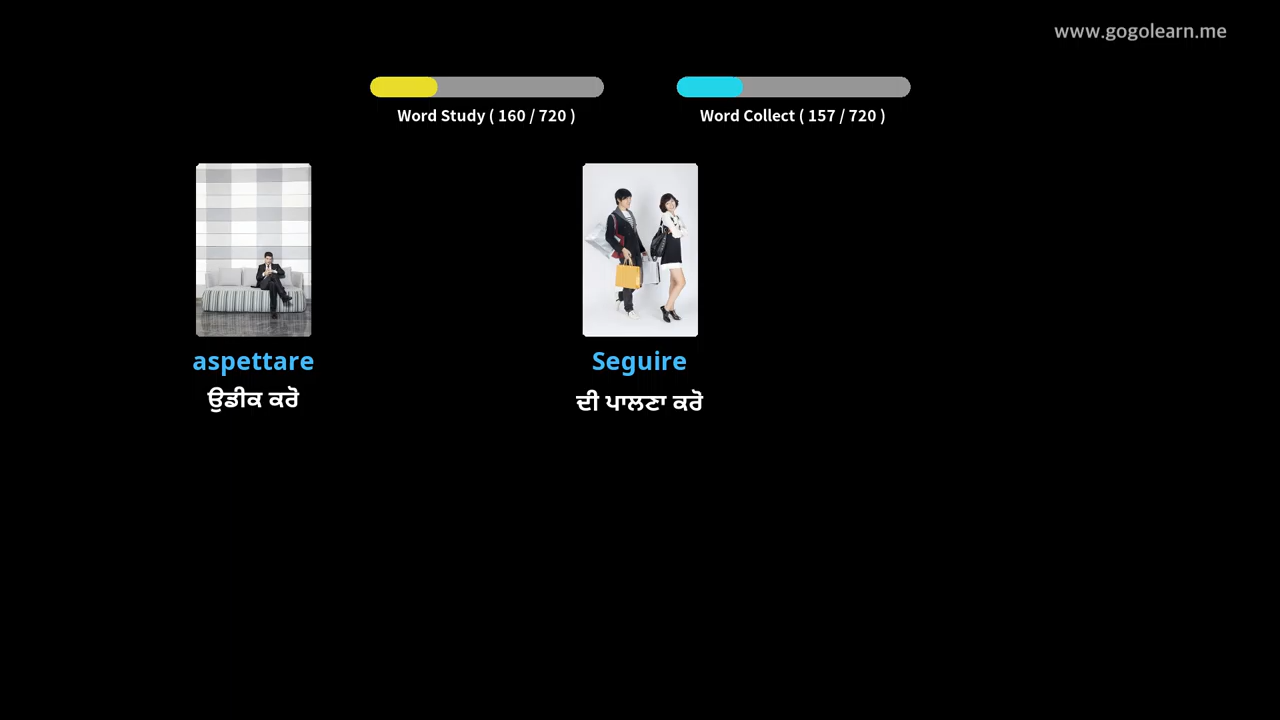 www.gogolearn.me
Word Study ( 160 / 720 )
Word Collect ( 157 / 720 )
aspettare
ਉਡੀਕ ਕਰੋ
Seguire
ਦੀ ਪਾਲਣਾ ਕਰੋ